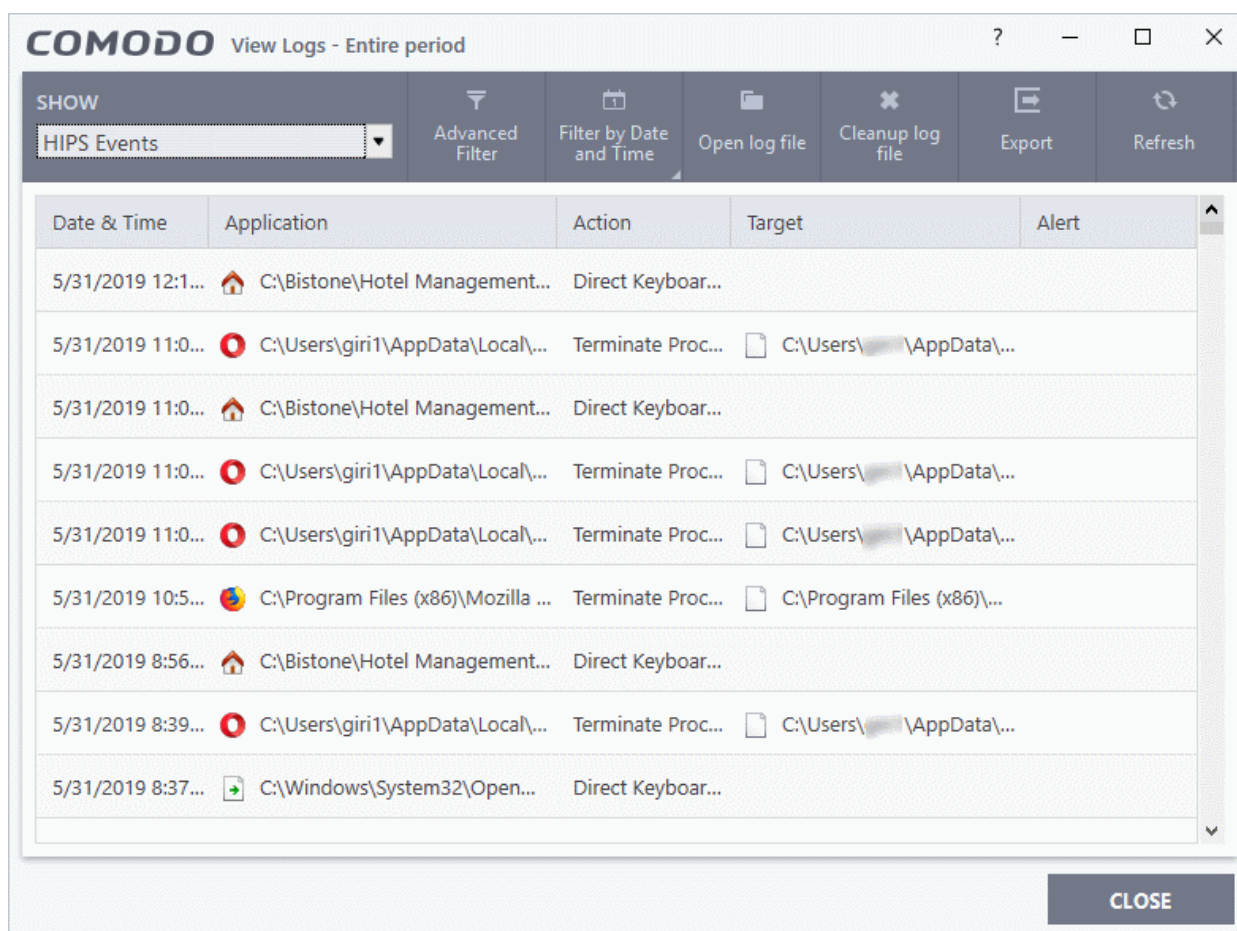 COMODO View Logs - Entire period ?
SHOW
HIPS Events
Advanced Filter
Filter by Date and Time
Open log file
Cleanup log file
Export
Refresh
Date & Time Application Action Target Alert
5/31/2019 12:1... C:\Bistone\Hotel Management... Direct Keyboar...
5/31/2019 11:0... C:\Users\giri1\AppData\Local\... Terminate Proc... C:\Users\ \AppData\...
5/31/2019 11:0... C:\Bistone\Hotel Management... Direct Keyboar...
5/31/2019 11:0... C:\Users\giri1\AppData\Local\... Terminate Proc... C:\Users\ \AppData\...
5/31/2019 11:0... C:\Users\giri1\AppData\Local\... Terminate Proc... C:\Users\ \AppData\...
5/31/2019 10:5... C:\Program Files (x86)\Mozilla ... Terminate Proc... C:\Program Files (x86)\...
5/31/2019 8:56... C:\Bistone\Hotel Management... Direct Keyboar...
5/31/2019 8:39... C:\Users\giri1\AppData\Local\... Terminate Proc... C:\Users\ \AppData\...
5/31/2019 8:37... C:\Windows\System32\Open... Direct Keyboar...
CLOSE